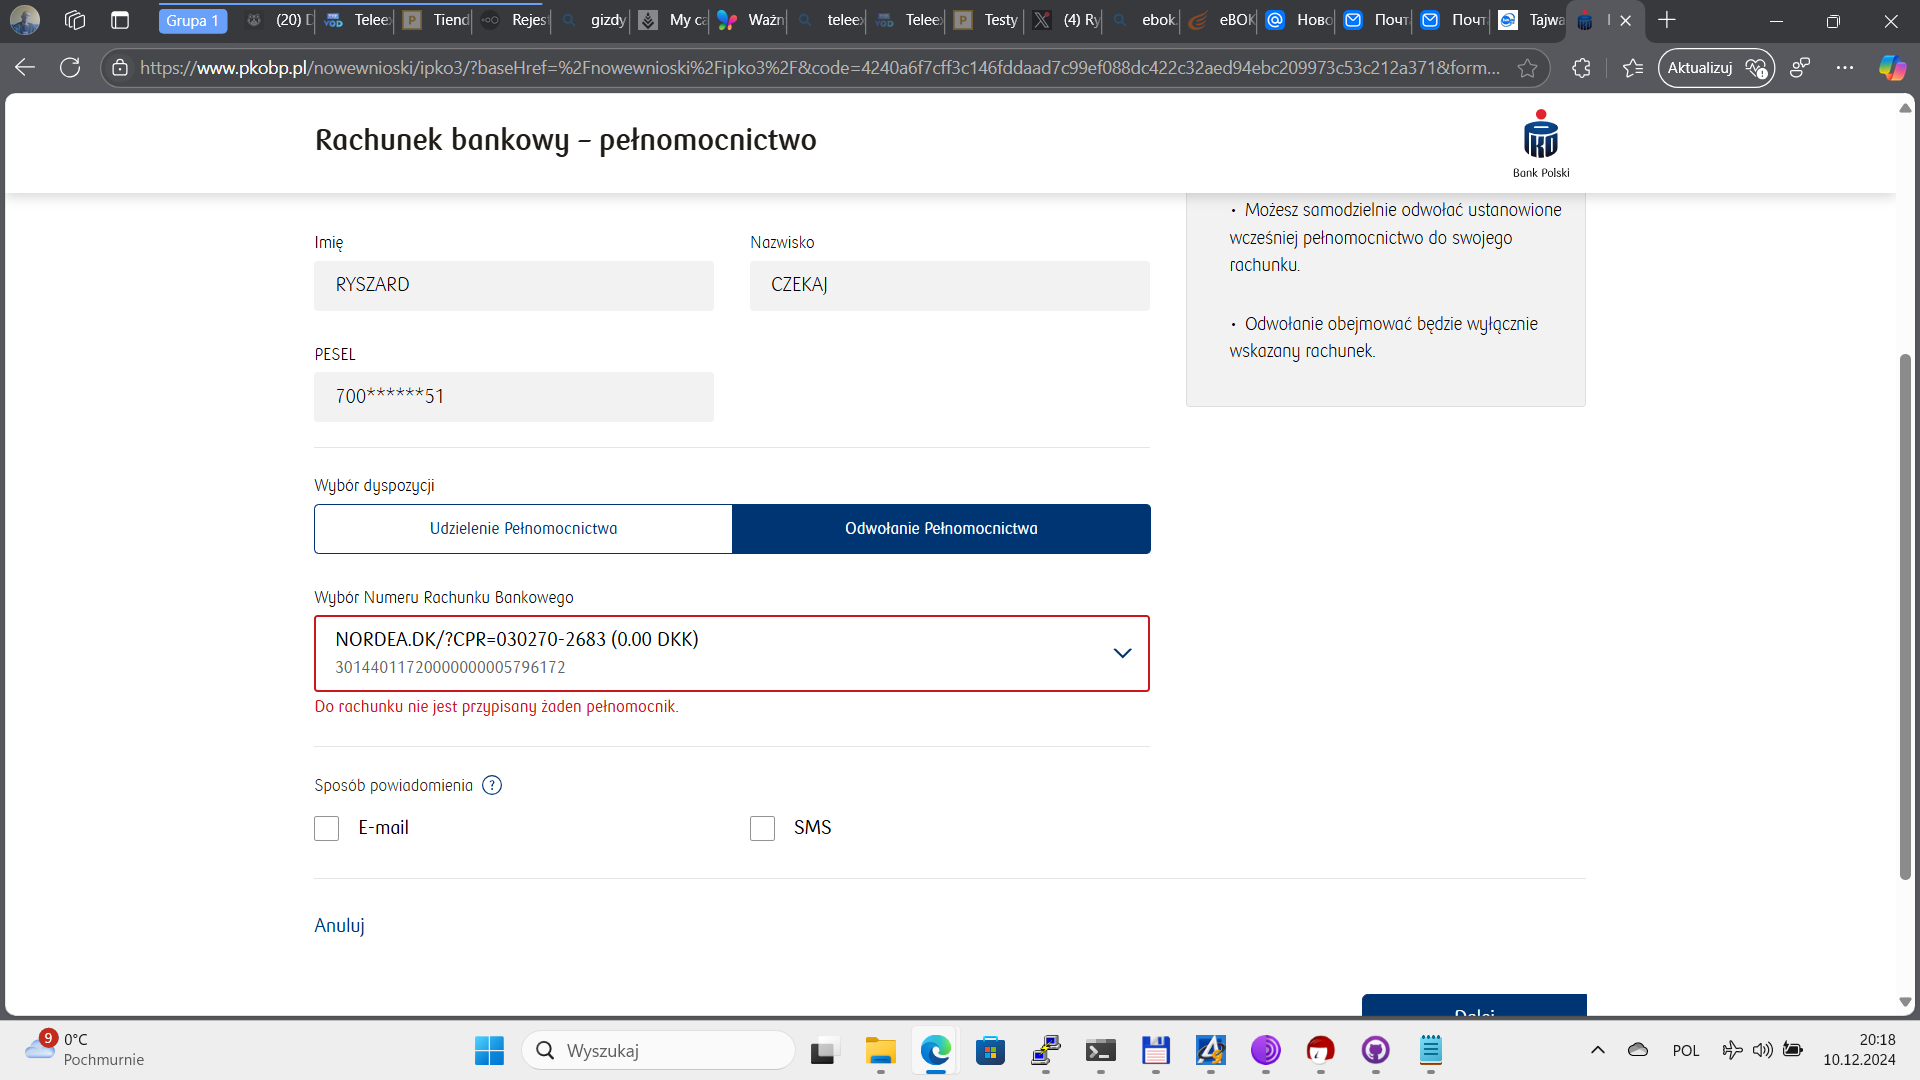 Grupa 1
(20) D
Telee
Tiend
Rejes
gizdy
My ca
Ważn
teleex
Telee
Testy
(4) Ry
ebok.
eBOK
Ново
Почт
Почт
Tajwa
https://www.pkobp.pl/nowewnioski/ipko3/?baseHref=%2Fnowewnioski%2Fipko3%2F&code=4240a6f7cff3c146fddaad7c99ef088dc422c32aed94ebc209973c53c212a371&form...
Aktualizuj
Rachunek bankowy – pełnomocnictwo
Bank Polski
• Możesz samodzielnie odwołać ustanowione
wcześniej pełnomocnictwo do swojego
rachunku.
• Odwołanie obejmować będzie wyłącznie
wskazany rachunek.
Imię
Nazwisko
RYSZARD
CZEKAJ
PESEL
700******51
Wybór dyspozycji
Udzielenie Pełnomocnictwa
Odwołanie Pełnomocnictwa
Wybór Numeru Rachunku Bankowego
NORDEA.DK/?CPR=030270-2683 (0.00 DKK)
30144011720000000005796172
Do rachunku nie jest przypisany żaden pełnomocnik.
Sposób powiadomienia ?
E-mail
SMS
Anuluj
Dalej
9
0°C
Pochmurnie
Wyszukaj
POL
20:18
10.12.2024